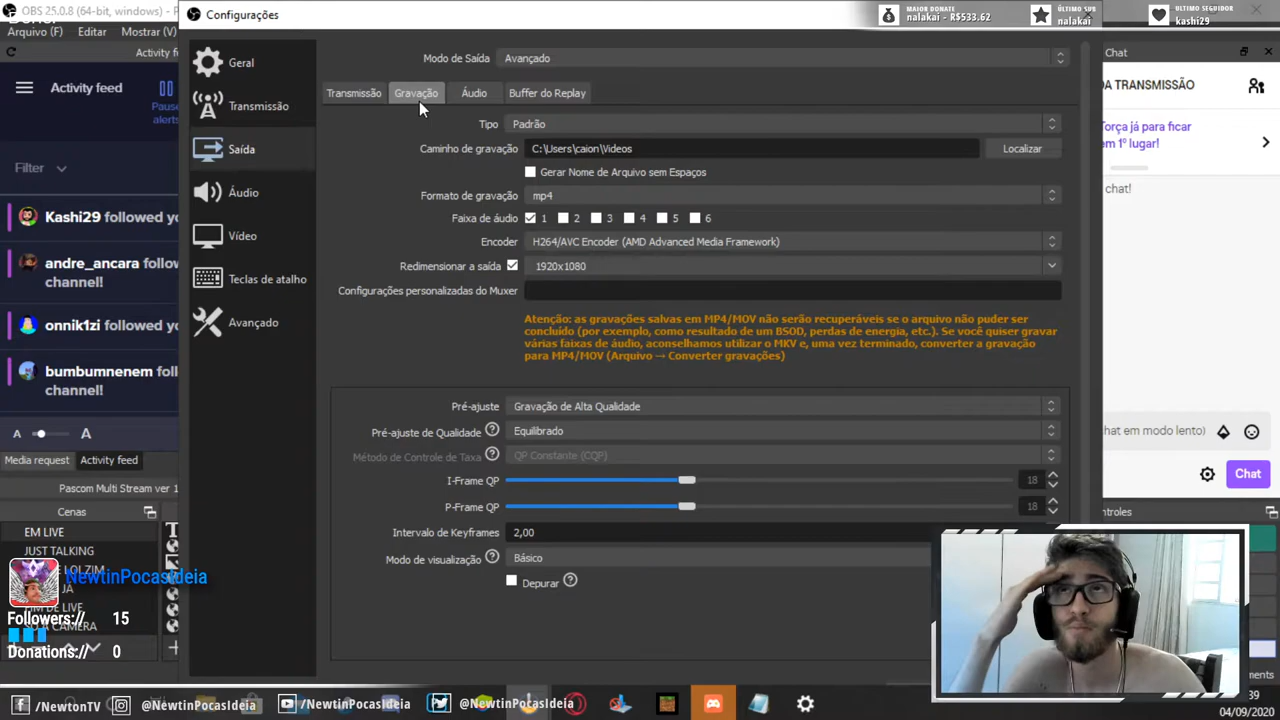 OBS 25.0.8 (64-bit, windows) - P
Configurações
MAIOR DONATE
nalakai - R$533.62
ÚLTIMO SUB
nalakai
ÚLTIMO SEGUIDOR
kashi29
Arquivo (F) Editar Mostrar (V)
Activity fe
Activity feed
Pause
alerts
Filter
Kashi29 followed yo
andre_ancara follow
channel!
onnik1zi followed yo
bumbumnenem follow
channel!
A A
Media request Activity feed
Pascom Multi Stream ver 1
Cenas
EM LIVE
JUST TALKING
NewtinPocasIdeia
Followers:// 15
Donations:// 0
Geral
Transmissão
Saída
Áudio
Vídeo
Teclas de atalho
Avançado
Modo de Saída Avançado
Transmissão Gravação Áudio Buffer do Replay
Tipo Padrão
Caminho de gravação C:\Users\caion\Videos Localizar
Gerar Nome de Arquivo sem Espaços
Formato de gravação mp4
Faixa de áudio 1 2 3 4 5 6
Encoder H264/AVC Encoder (AMD Advanced Media Framework)
Redimensionar a saída 1920x1080
Configurações personalizadas do Muxer
Atenção: as gravações salvas em MP4/MOV não serão recuperáveis se o arquivo não puder ser
concluído (por exemplo, como resultado de um BSOD, perdas de energia, etc.). Se você quiser gravar
várias faixas de áudio, aconselhamos utilizar o MKV e, uma vez terminado, converter a gravação
para MP4/MOV (Arquivo → Converter gravações)
Pré-ajuste Gravação de Alta Qualidade
Pré-ajuste de Qualidade ? Equilibrado
Método de Controle de Taxa ? QP Constante (CQP)
I-Frame QP 18
P-Frame QP 18
Intervalo de Keyframes 2,00
Modo de visualização ? Básico
Depurar ?
Chat
DA TRANSMISSÃO
Torça já para ficar
em 1º lugar!
chat!
chat em modo lento)
Chat
ntroles
/NewtonTV @NewtinPocasIdeia /NewtinPocasIdeia @NewtinPocasIdeia
39
04/09/2020